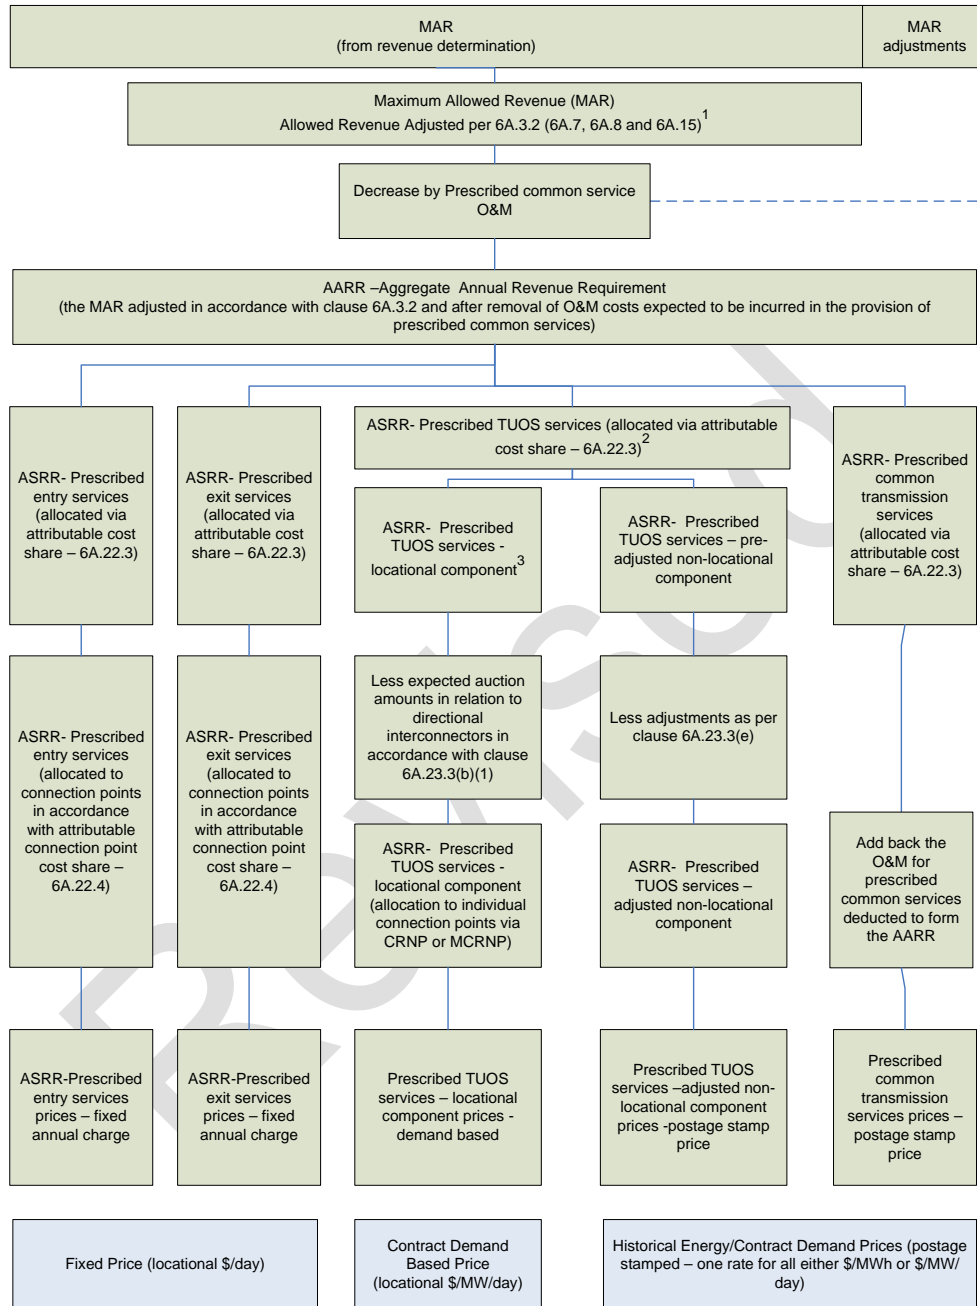 MAR
(from revenue determination)
MAR
adjustments
Maximum Allowed Revenue (MAR)
Allowed Revenue Adjusted per 6A.3.2 (6A.7, 6A.8 and 6A.15)1
Decrease by Prescribed common service
O&M
AARR –Aggregate Annual Revenue Requirement
(the MAR adjusted in accordance with clause 6A.3.2 and after removal of O&M costs expected to be incurred in the provision of
prescribed common services)
ASRR- Prescribed
entry services
(allocated via
attributable cost
share – 6A.22.3)
ASRR- Prescribed
exit services
(allocated via
attributable cost
share – 6A.22.3)
ASRR- Prescribed TUOS services (allocated via attributable
cost share – 6A.22.3)2
ASRR- Prescribed
TUOS services -
locational component3
ASRR- Prescribed
TUOS services – pre-
adjusted non-locational
component
ASRR- Prescribed
common
transmission
services
(allocated via
attributable cost
share – 6A.22.3)
ASRR- Prescribed
entry services
(allocated to
connection points
in accordance
with attributable
connection point
cost share –
6A.22.4)
ASRR- Prescribed
exit services
(allocated to
connection points
in accordance
with attributable
connection point
cost share –
6A.22.4)
Less expected auction
amounts in relation to
directional
interconnectors in
accordance with clause
6A.23.3(b)(1)
Less adjustments as per
clause 6A.23.3(e)
ASRR- Prescribed
TUOS services -
locational component
(allocation to individual
connection points via
CRNP or MCRNP)
ASRR- Prescribed
TUOS services –
adjusted non-locational
component
Add back the
O&M for
prescribed
common services
deducted to form
the AARR
ASRR-Prescribed
entry services
prices – fixed
annual charge
ASRR-Prescribed
exit services
prices – fixed
annual charge
Prescribed TUOS
services – locational
component prices -
demand based
Prescribed TUOS
services –adjusted non-
locational component
prices -postage stamp
price
Prescribed
common
transmission
services prices –
postage stamp
price
Fixed Price (locational $/day)
Contract Demand
Based Price
(locational $/MW/day)
Historical Energy/Contract Demand Prices (postage
stamped – one rate for all either $/MWh or $/MW/
day)
Revised